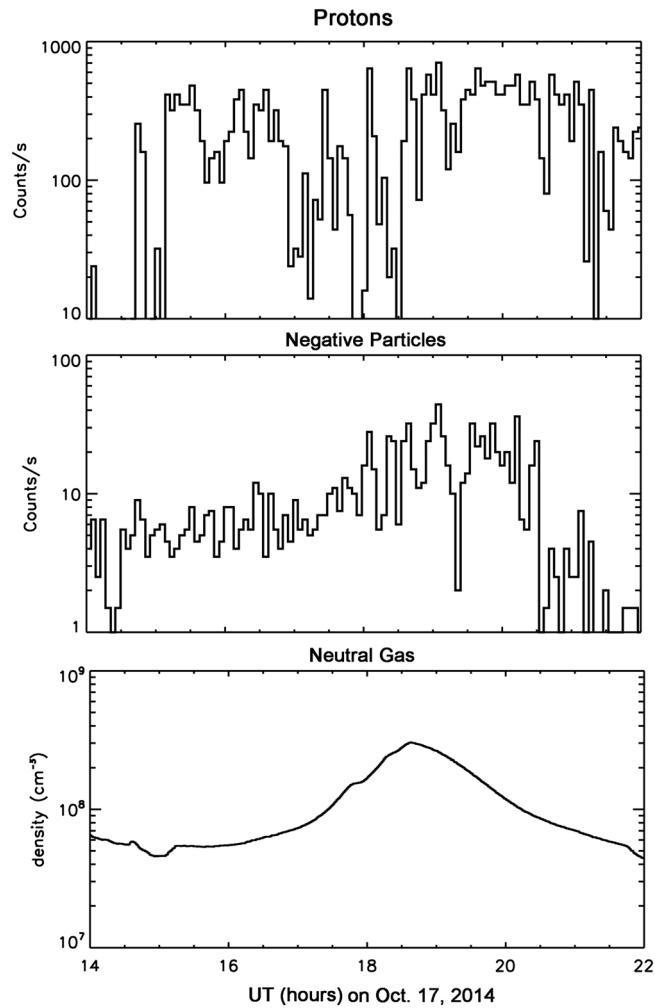 Protons
1000
100
10
Counts/s
Negative Particles
100
10
1
Counts/s
Neutral Gas
10⁹
10⁸
10⁷
density (cm⁻³)
14 16 18 20 22
UT (hours) on Oct. 17, 2014